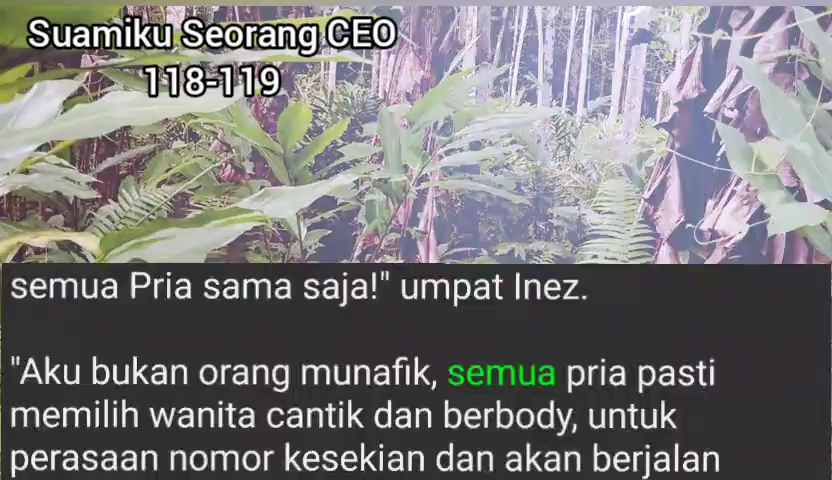 Suamiku Seorang CEO
118-119
semua Pria sama saja!" umpat Inez.
"Aku bukan orang munafik, semua pria pasti
memilih wanita cantik dan berbody, untuk
perasaan nomor kesekian dan akan berjalan